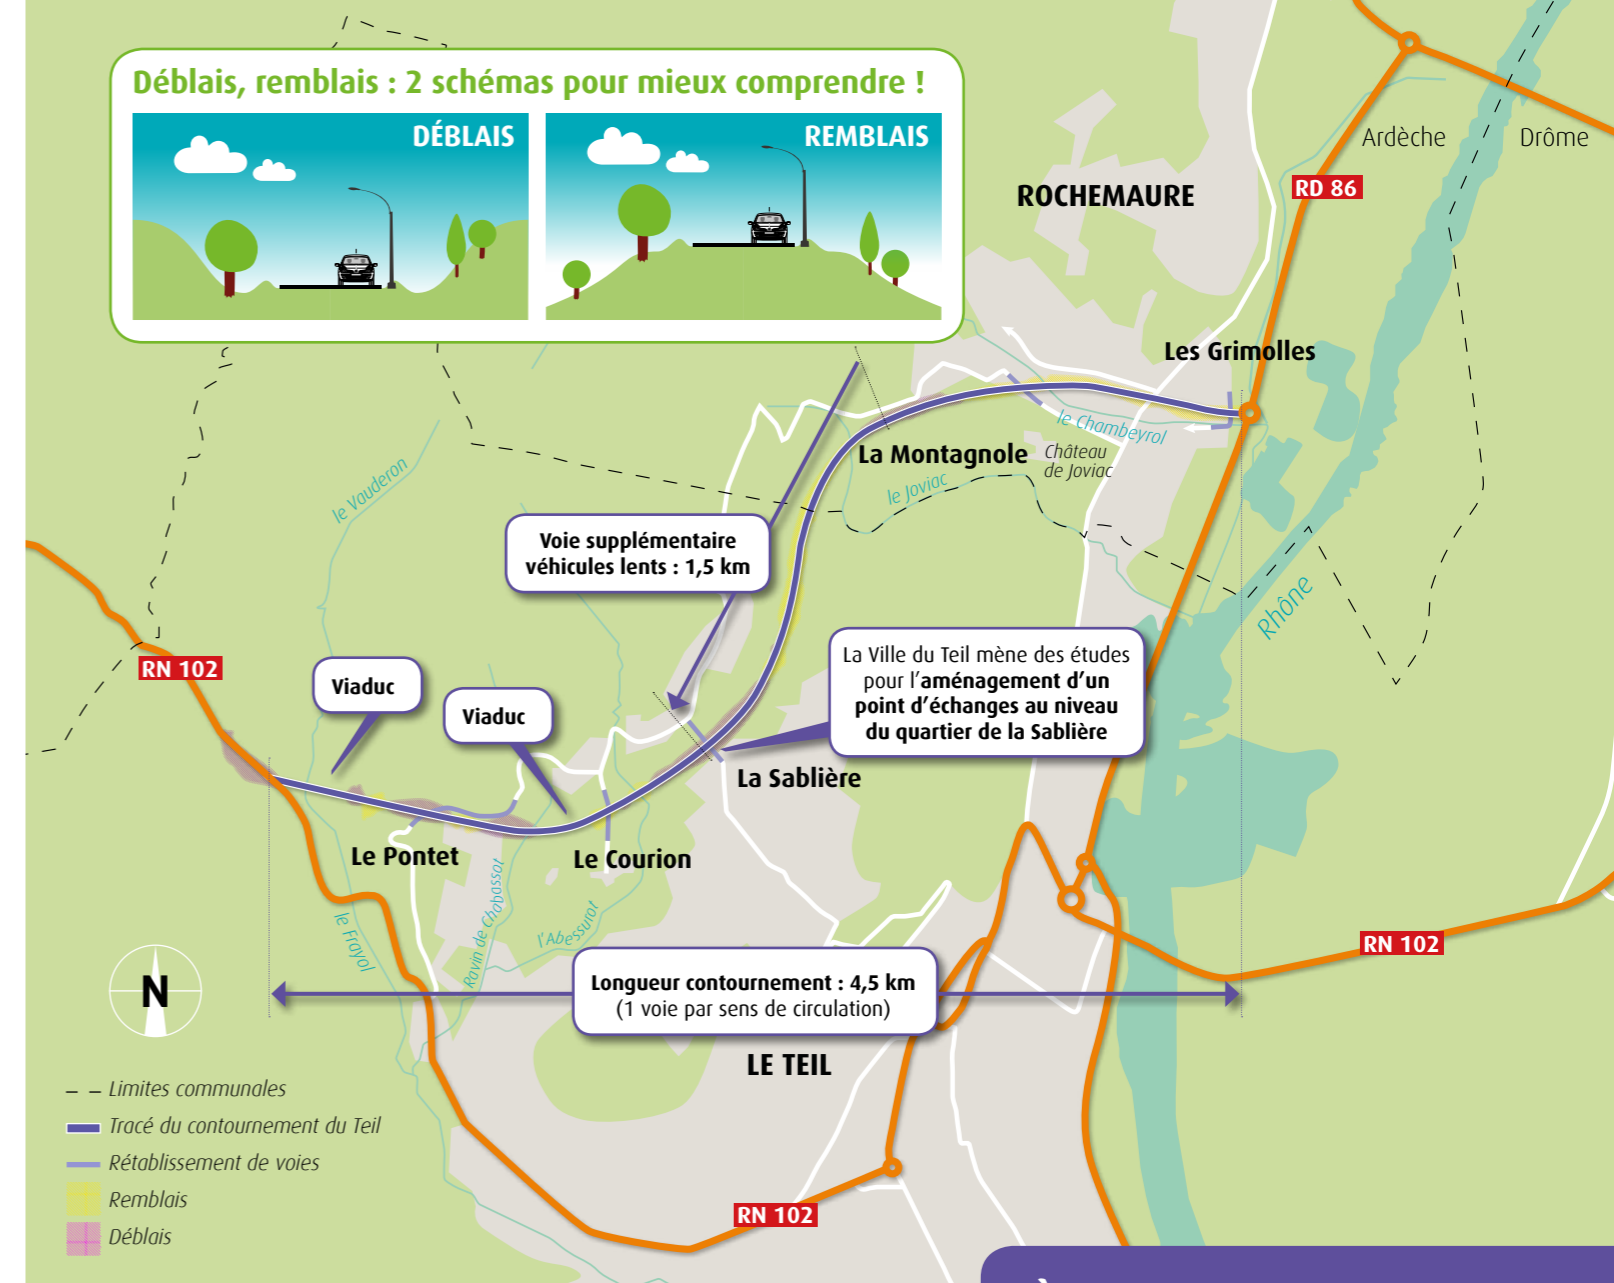 Déblais, remblais : 2 schémas pour mieux comprendre !
DÉBLAIS
REMBLAIS
Ardèche
Drôme
RD 86
ROCHEMAURE
Les Grimolles
le Chambeyrol
La Montagnole
Château
de Joviac
le Joviac
le Vauderon
Voie supplémentaire
véhicules lents : 1,5 km
Rhône
RN 102
Viaduc
Viaduc
La Ville du Teil mène des études
pour l'aménagement d'un
point d'échanges au niveau
du quartier de la Sablière
La Sablière
Le Pontet
Le Courion
le Frayol
Ravin de Chabassot
l'Abessurot
RN 102
Longueur contournement : 4,5 km
(1 voie par sens de circulation)
N
LE TEIL
Limites communales
Tracé du contournement du Teil
Rétablissement de voies
Remblais
Déblais
RN 102